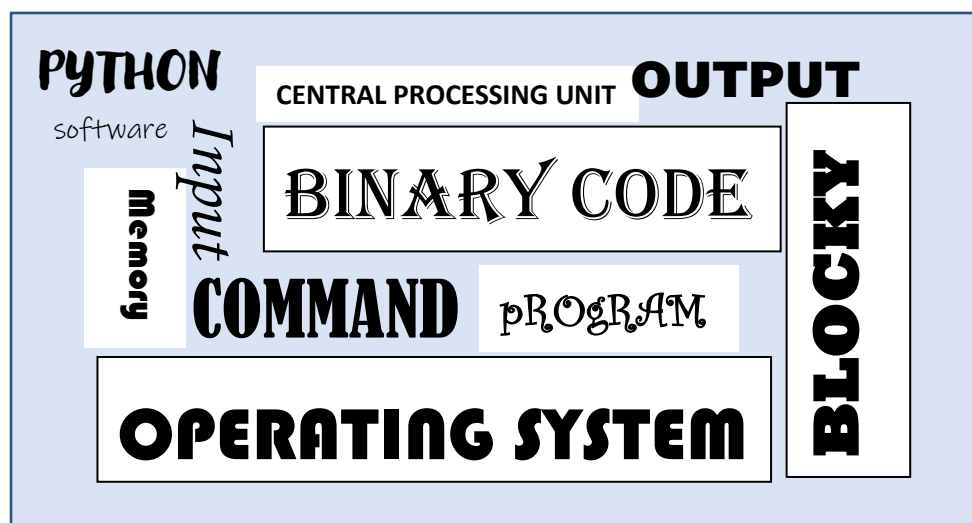 PYTHON
CENTRAL PROCESSING UNIT
OUTPUT
software
Input
BINARY CODE
BLOCKY
Memory
COMMAND
pROgRAM
OPERATING SYSTEM